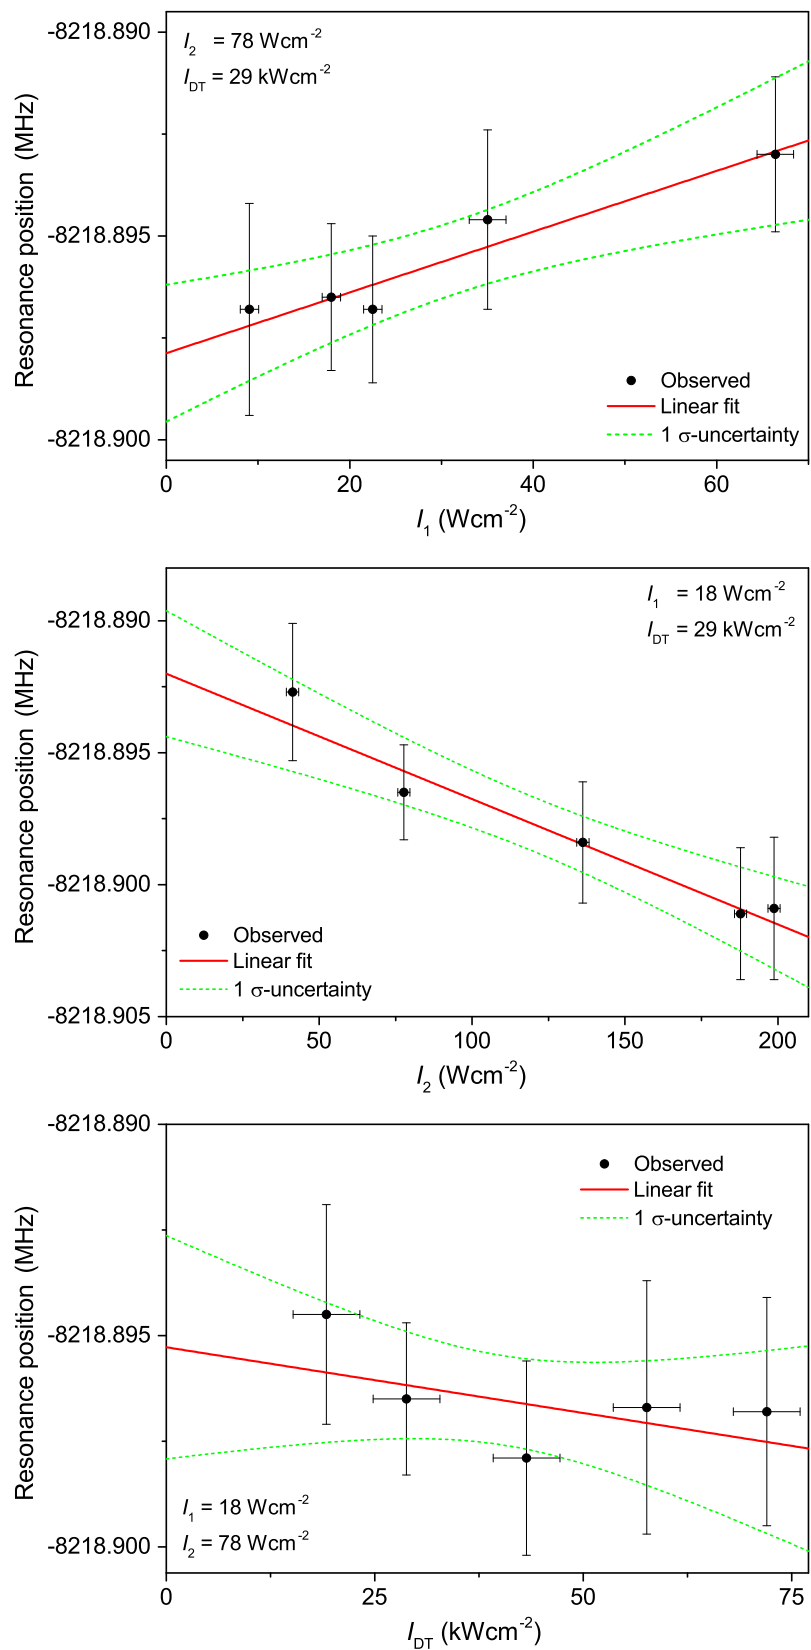 -8218.890
I2 = 78 Wcm-2
IDT = 29 kWcm-2
-8218.895
-8218.900
Resonance position (MHz)
Observed
Linear fit
1 σ-uncertainty
0 20 40 60
I1 (Wcm-2)
-8218.890
I1 = 18 Wcm-2
IDT = 29 kWcm-2
-8218.895
-8218.900
-8218.905
Resonance position (MHz)
Observed
Linear fit
1 σ-uncertainty
0 50 100 150 200
I2 (Wcm-2)
-8218.890
Observed
Linear fit
1 σ-uncertainty
-8218.895
-8218.900
Resonance position (MHz)
I1 = 18 Wcm-2
I2 = 78 Wcm-2
0 25 50 75
IDT (kWcm-2)